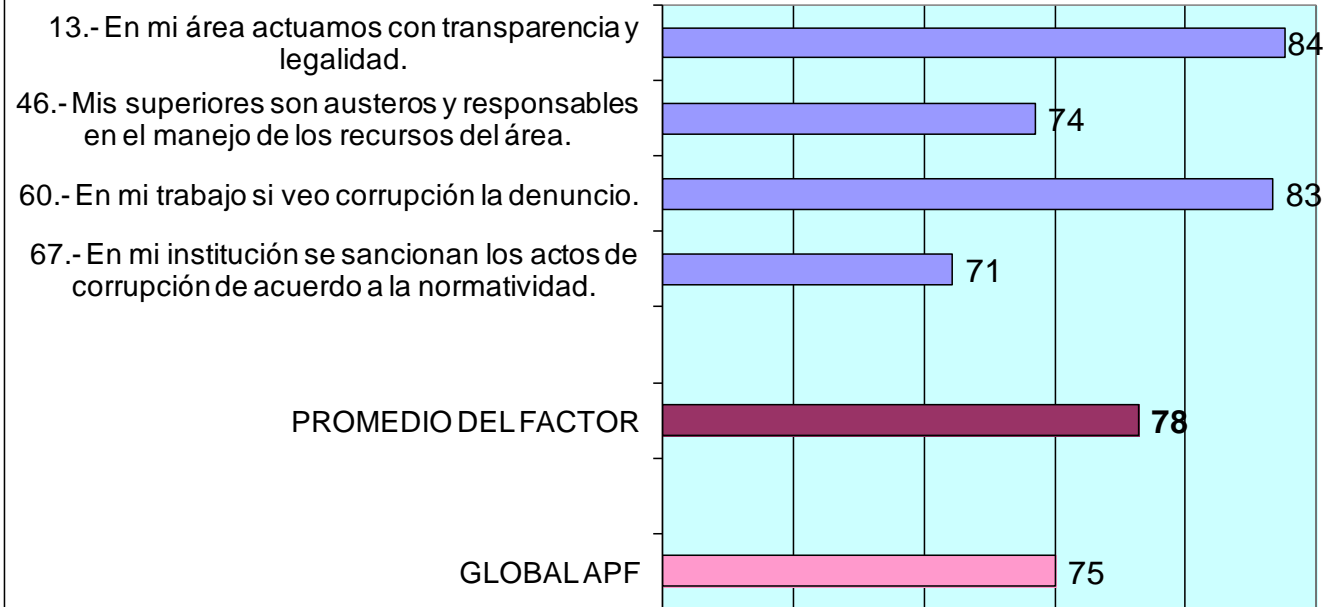 13.- En mi área actuamos con transparencia y
legalidad.
84
46.- Mis superiores son austeros y responsables
en el manejo de los recursos del área.
74
60.- En mi trabajo si veo corrupción la denuncio.
83
67.- En mi institución se sancionan los actos de
corrupción de acuerdo a la normatividad.
71
PROMEDIO DEL FACTOR
78
GLOBAL APF
75